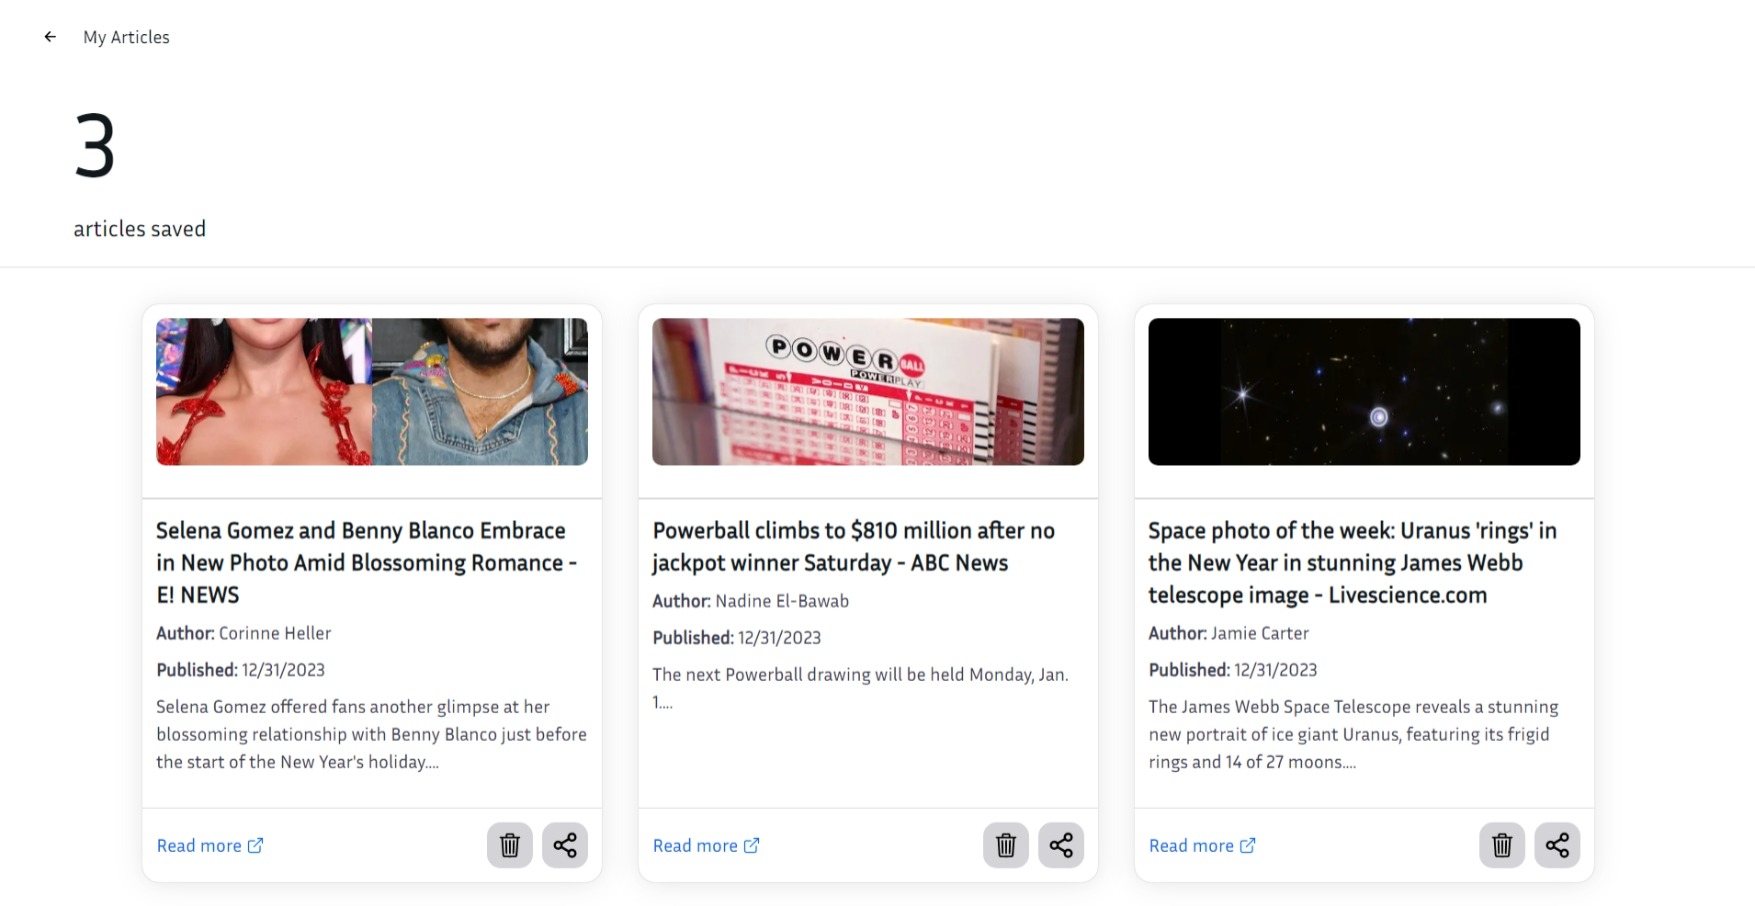 My Articles
3
articles saved
POWER BALL
POWERPLAY
Selena Gomez and Benny Blanco Embrace
in New Photo Amid Blossoming Romance -
E! NEWS
Author: Corinne Heller
Published: 12/31/2023
Selena Gomez offered fans another glimpse at her
blossoming relationship with Benny Blanco just before
the start of the New Year's holiday....
Read more
Powerball climbs to $810 million after no
jackpot winner Saturday - ABC News
Author: Nadine El-Bawab
Published: 12/31/2023
The next Powerball drawing will be held Monday, Jan.
1....
Read more
Space photo of the week: Uranus 'rings' in
the New Year in stunning James Webb
telescope image - Livescience.com
Author: Jamie Carter
Published: 12/31/2023
The James Webb Space Telescope reveals a stunning
new portrait of ice giant Uranus, featuring its frigid
rings and 14 of 27 moons....
Read more